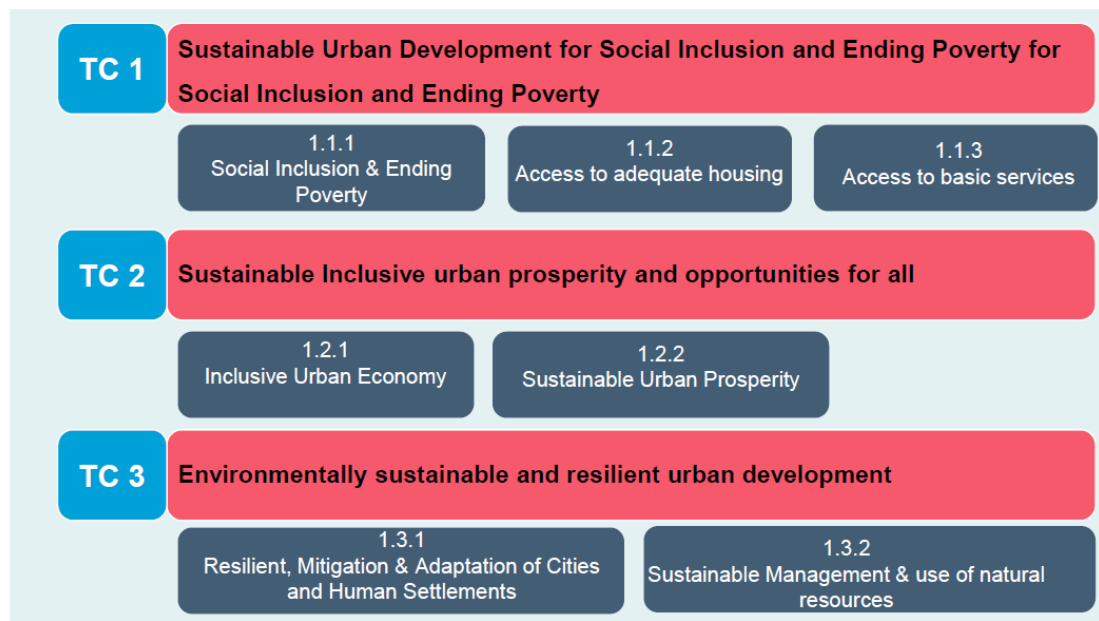 TC 1
Sustainable Urban Development for Social Inclusion and Ending Poverty for
Social Inclusion and Ending Poverty
1.1.1
Social Inclusion & Ending
Poverty
1.1.2
Access to adequate housing
1.1.3
Access to basic services
TC 2
Sustainable Inclusive urban prosperity and opportunities for all
1.2.1
Inclusive Urban Economy
1.2.2
Sustainable Urban Prosperity
TC 3
Environmentally sustainable and resilient urban development
1.3.1
Resilient, Mitigation & Adaptation of Cities
and Human Settlements
1.3.2
Sustainable Management & use of natural
resources